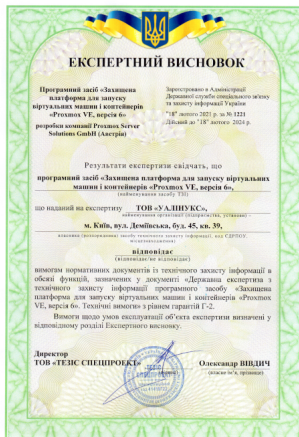 ЕКСПЕРТНИЙ ВИСНОВОК
Програмний засіб «Захищена
платформа для запуску
віртуальних машин і контейнерів
«Proxmox VE, версія 6»
розробки компанії Proxmox Server
Solutions GmbH (Австрія)
Зареєстровано в Адміністрації
Державної служби спеціального зв'язку
та захисту інформації України
"18" лютого 2021 р. за № 1221
Дійсний до "18" лютого 2024 р.
Результати експертизи свідчать, що
програмний засіб «Захищена платформа для запуску віртуальних
машин і контейнерів «Proxmox VE, версія 6»,
(найменування ТЗІ)
що наданий на експертизу ТОВ «УАЛІНУКС»,
м. Київ, вул. Деміївська, буд. 45, кв. 39,
відповідає
(відповідає/не відповідає)
вимогам нормативних документів із технічного захисту інформації в
обсязі функцій, зазначених у документі «Державна експертиза з
технічного захисту інформації програмного засобу «Захищена
платформа для запуску віртуальних машин і контейнерів «Proxmox
VE, версія 6». Технічні вимоги» з рівнем гарантій Г-2.
Вимоги щодо умов експлуатації об'єкта експертизи визначені у
відповідному розділі Експертного висновку.
Директор
ТОВ «ТЕЗІС СПЕЦПРОЕКТ»
Олександр ВІВДИЧ